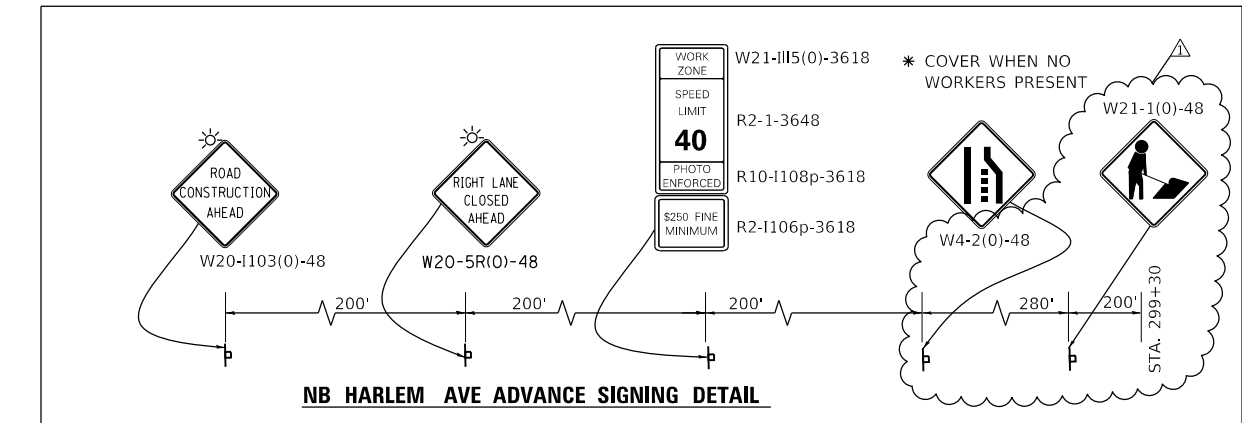 WORK
ZONE
W21-III5(0)-3618
SPEED
LIMIT
40
R2-1-3648
PHOTO
ENFORCED
R10-I108p-3618
$250 FINE
MINIMUM
R2-I106p-3618
* COVER WHEN NO
WORKERS PRESENT
1
W21-1(0)-48
ROAD
CONSTRUCTION
AHEAD
W20-I103(0)-48
RIGHT LANE
CLOSED
AHEAD
W20-5R(0)-48
W4-2(0)-48
200'
200'
200'
280'
200'
STA. 299+30
NB HARLEM AVE ADVANCE SIGNING DETAIL